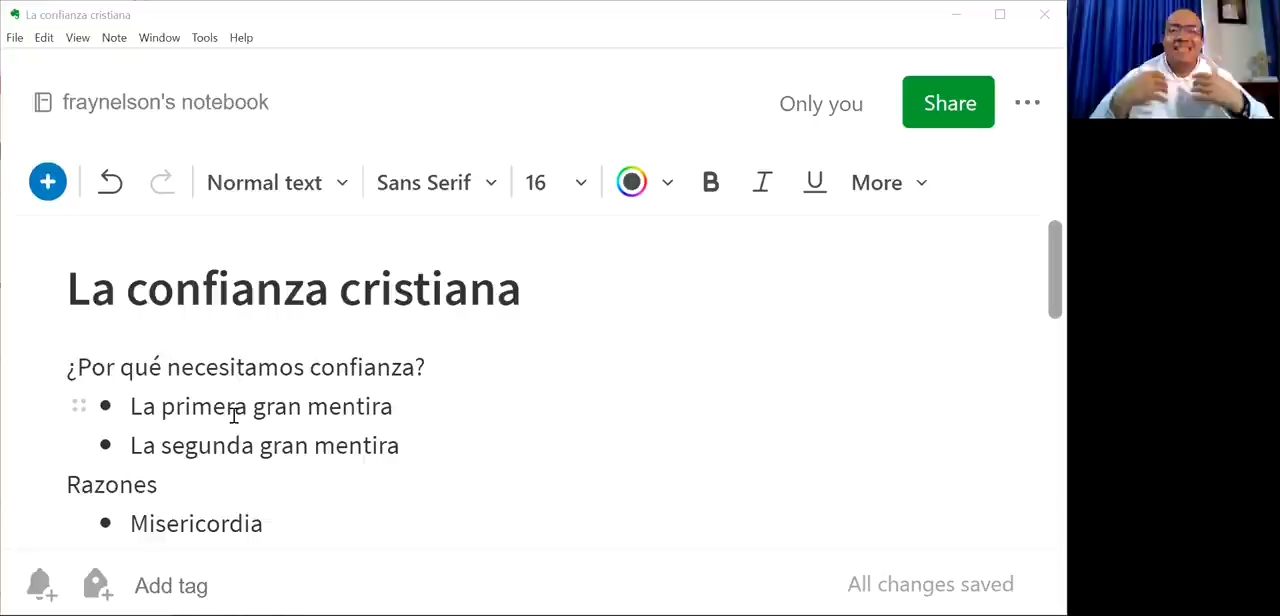 La confianza cristiana
File Edit View Note Window Tools Help
fraynelson's notebook
Only you
Share
Normal text
Sans Serif
16
B I U More
La confianza cristiana
¿Por qué necesitamos confianza?
La primera gran mentira
La segunda gran mentira
Razones
Misericordia
Add tag
All changes saved